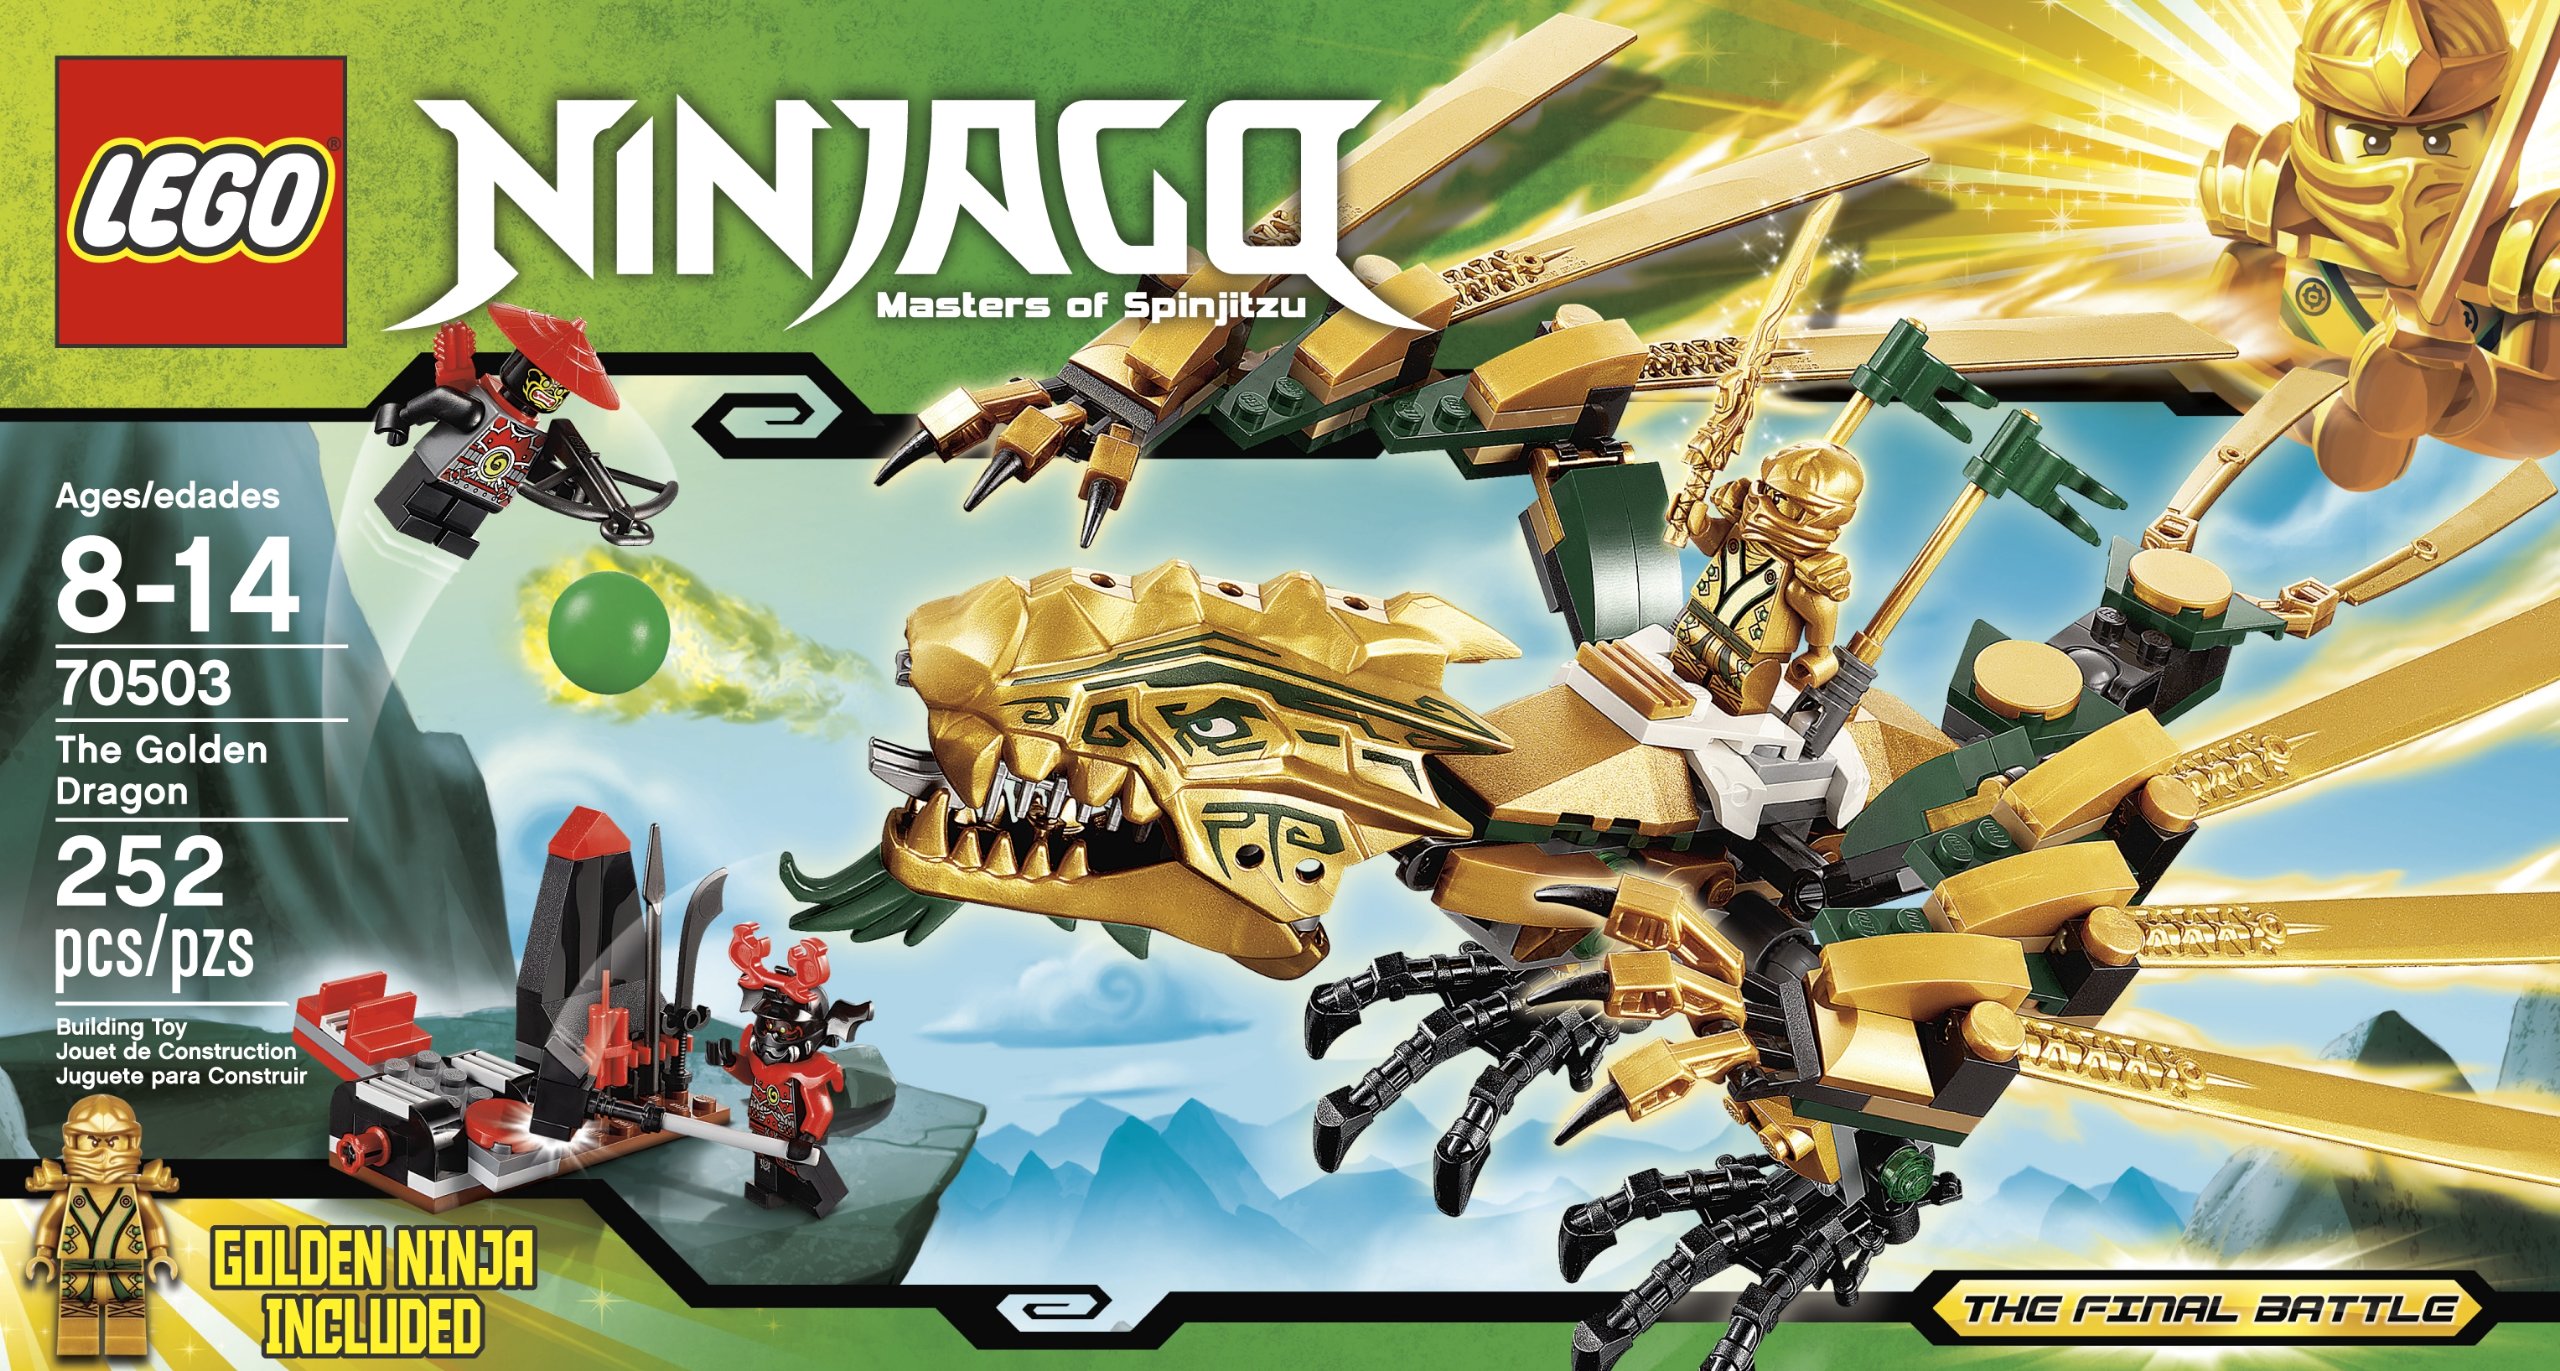 LEGO®
NINJAGO
Masters of Spinjitzu
Ages/edades
8-14
70503
The Golden
Dragon
252
pcs/pzs
Building Toy
Jouet de Construction
Juguete para Construir
GOLDEN NINJA
INCLUDED
THE FINAL BATTLE